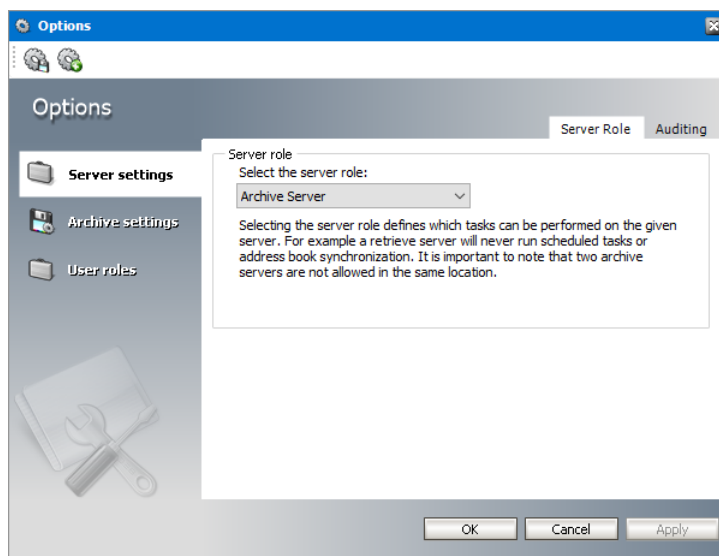 Options
Options
Server Role
Auditing
Server settings
Archive settings
User roles
Server role
Select the server role:
Archive Server
Selecting the server role defines which tasks can be performed on the given
server. For example a retrieve server will never run scheduled tasks or
address book synchronization. It is important to note that two archive
servers are not allowed in the same location.
OK
Cancel
Apply